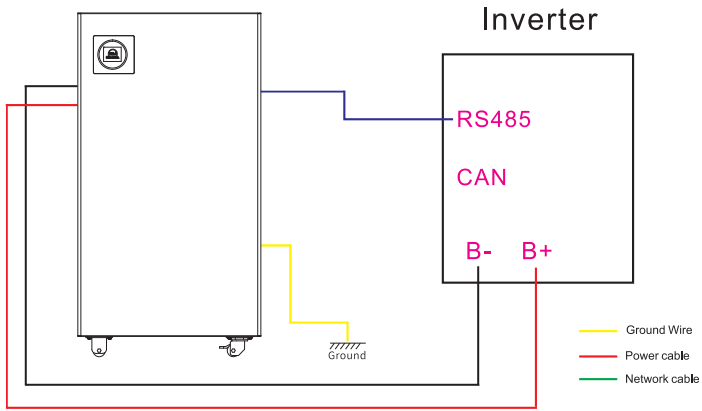 Inverter
RS485
CAN
B- B+
Ground
Ground Wire
Power cable
Network cable